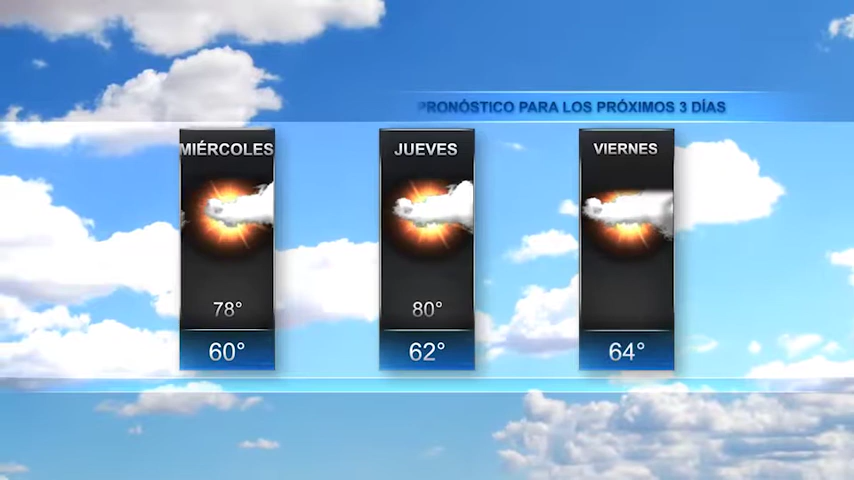 PRONÓSTICO PARA LOS PRÓXIMOS 3 DÍAS
MIÉRCOLES
JUEVES
VIERNES
78°
80°
60°
62°
64°